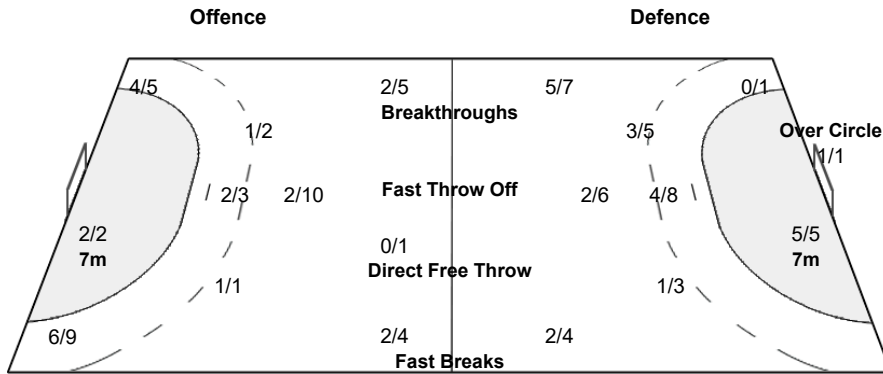 Offence Defence
4/5 2/5 5/7 0/1
Breakthroughs
1/2 3/5 Over Circle
1/1
2/3 2/10 Fast Throw Off 2/6 4/8
2/2 5/5
0/1
7m 7m
Direct Free Throw
1/1 1/3
6/9 2/4 2/4
Fast Breaks